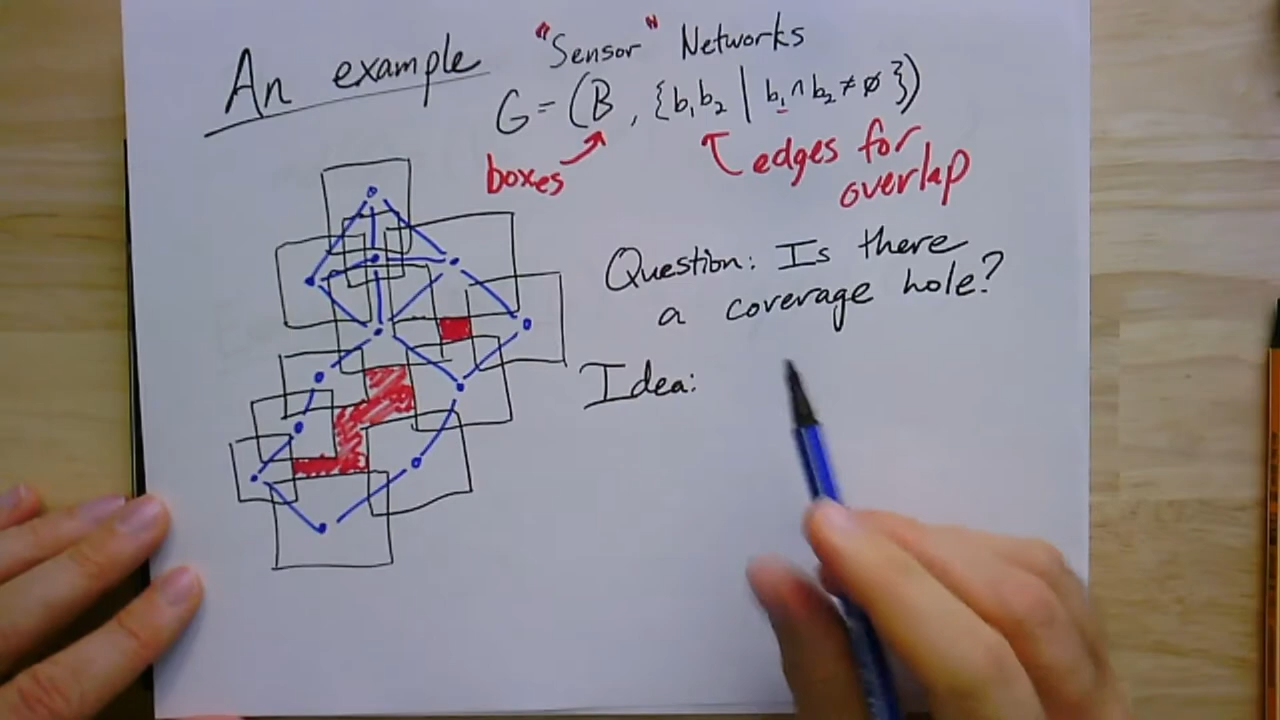 An example
"Sensor" Networks
G = (B, {b₁b₂ | b₁ ∩ b₂ ≠ ∅})
boxes
edges for
overlap
Question: Is there
a coverage hole?
Idea: